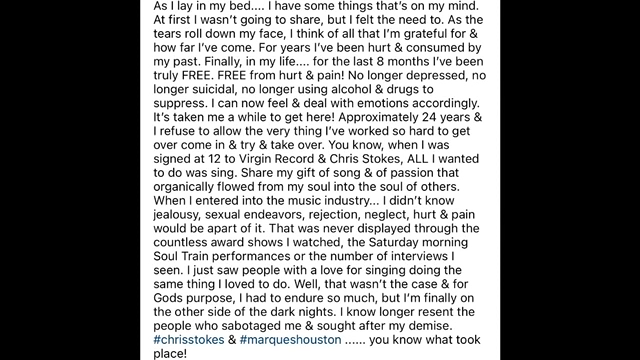 As I lay in my bed.... I have some things that's on my mind.
At first I wasn't going to share, but I felt the need to. As the
tears roll down my face, I think of all that I'm grateful for &
how far I've come. For years I've been hurt & consumed by
my past. Finally, in my life.... for the last 8 months I've been
truly FREE. FREE from hurt & pain! No longer depressed, no
longer suicidal, no longer using alcohol & drugs to
suppress. I can now feel & deal with emotions accordingly.
It's taken me a while to get here! Approximately 24 years &
I refuse to allow the very thing I've worked so hard to get
over come in & try & take over. You know, when I was
signed at 12 to Virgin Record & Chris Stokes, ALL I wanted
to do was sing. Share my gift of song & of passion that
organically flowed from my soul into the soul of others.
When I entered into the music industry... I didn't know
jealousy, sexual endeavors, rejection, neglect, hurt & pain
would be apart of it. That was never displayed through the
countless award shows I watched, the Saturday morning
Soul Train performances or the number of interviews I
seen. I just saw people with a love for singing doing the
same thing I loved to do. Well, that wasn't the case & for
Gods purpose, I had to endure so much, but I'm finally on
the other side of the dark nights. I know longer resent the
people who sabotaged me & sought after my demise.
#chrisstokes & #marqueshouston ...... you know what took
place!